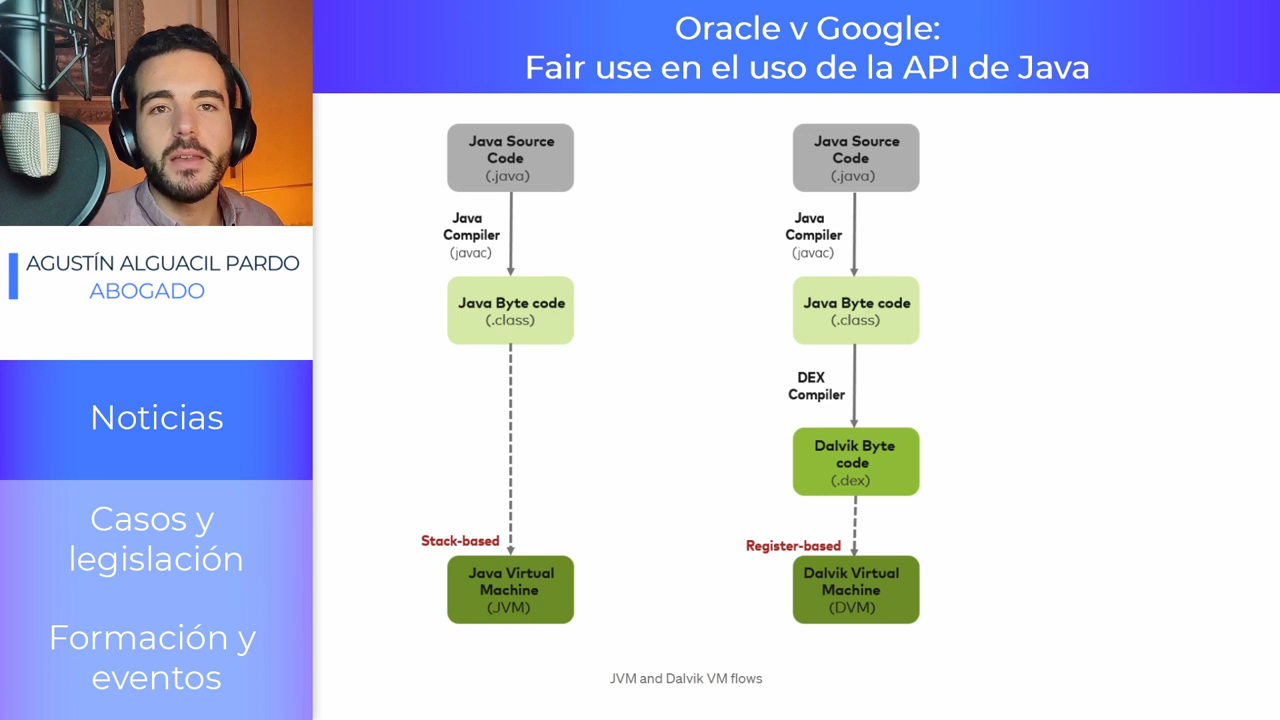 Oracle v Google:
Fair use en el uso de la API de Java
AGUSTÍN ALGUACIL PARDO
ABOGADO
Noticias
Casos y
legislación
Formación y
eventos
Java Source
Code
(.java)
Java
Compiler
(javac)
Java Byte code
(.class)
Stack-based
Java Virtual
Machine
(JVM)
Java Source
Code
(.java)
Java
Compiler
(javac)
Java Byte code
(.class)
DEX
Compiler
Dalvik Byte
code
(.dex)
Register-based
Dalvik Virtual
Machine
(DVM)
JVM and Dalvik VM flows